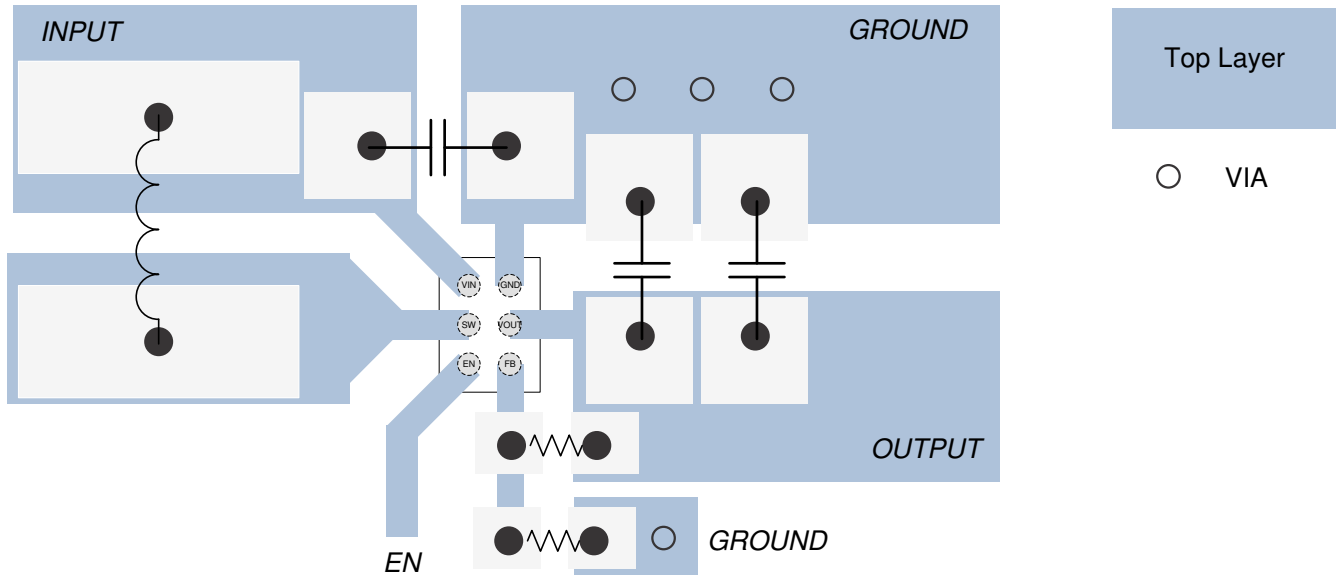 INPUT
GROUND
Top Layer
VIA
VIN
GND
SW
VOUT
EN
FB
OUTPUT
GROUND
EN